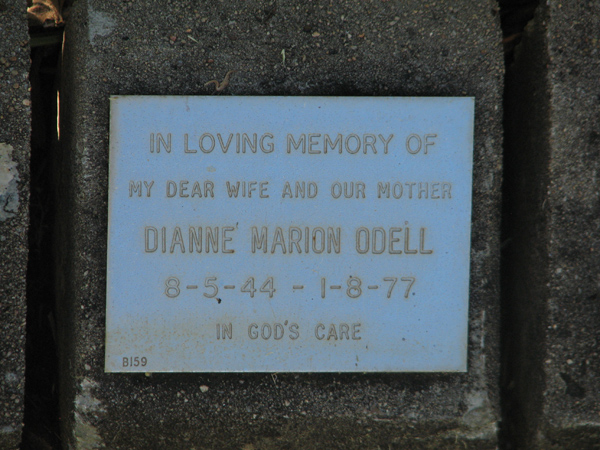 IN LOVING MEMORY OF
MY DEAR WIFE AND OUR MOTHER
DIANNE MARION ODELL
8-5-44 - 1-8-77
IN GOD'S CARE
B159